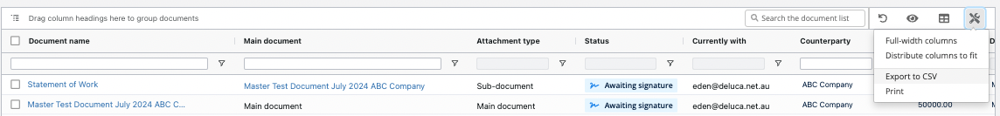 Drag column headings here to group documents
Search the document list
Document name Main document Attachment type Status Currently with Counterparty
Full-width columns
Distribute columns to fit
Export to CSV
Print
Statement of Work Master Test Document July 2024 ABC Company Sub-document Awaiting signature eden@deluca.net.au ABC Company
Master Test Document July 2024 ABC C... Main document Main document Awaiting signature eden@deluca.net.au ABC Company 50000.00